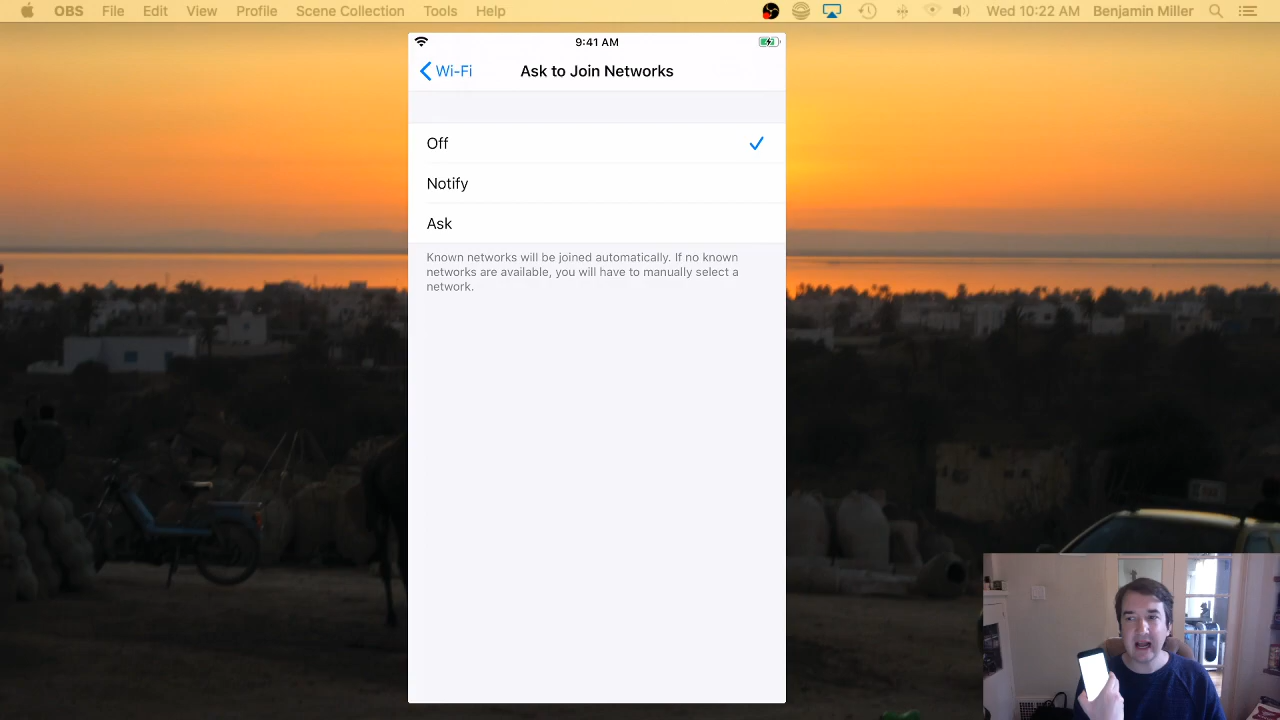 OBS File Edit View Profile Scene Collection Tools Help Wed 10:22 AM Benjamin Miller
9:41 AM
Wi-Fi Ask to Join Networks
Off
Notify
Ask
Known networks will be joined automatically. If no known
networks are available, you will have to manually select a
network.